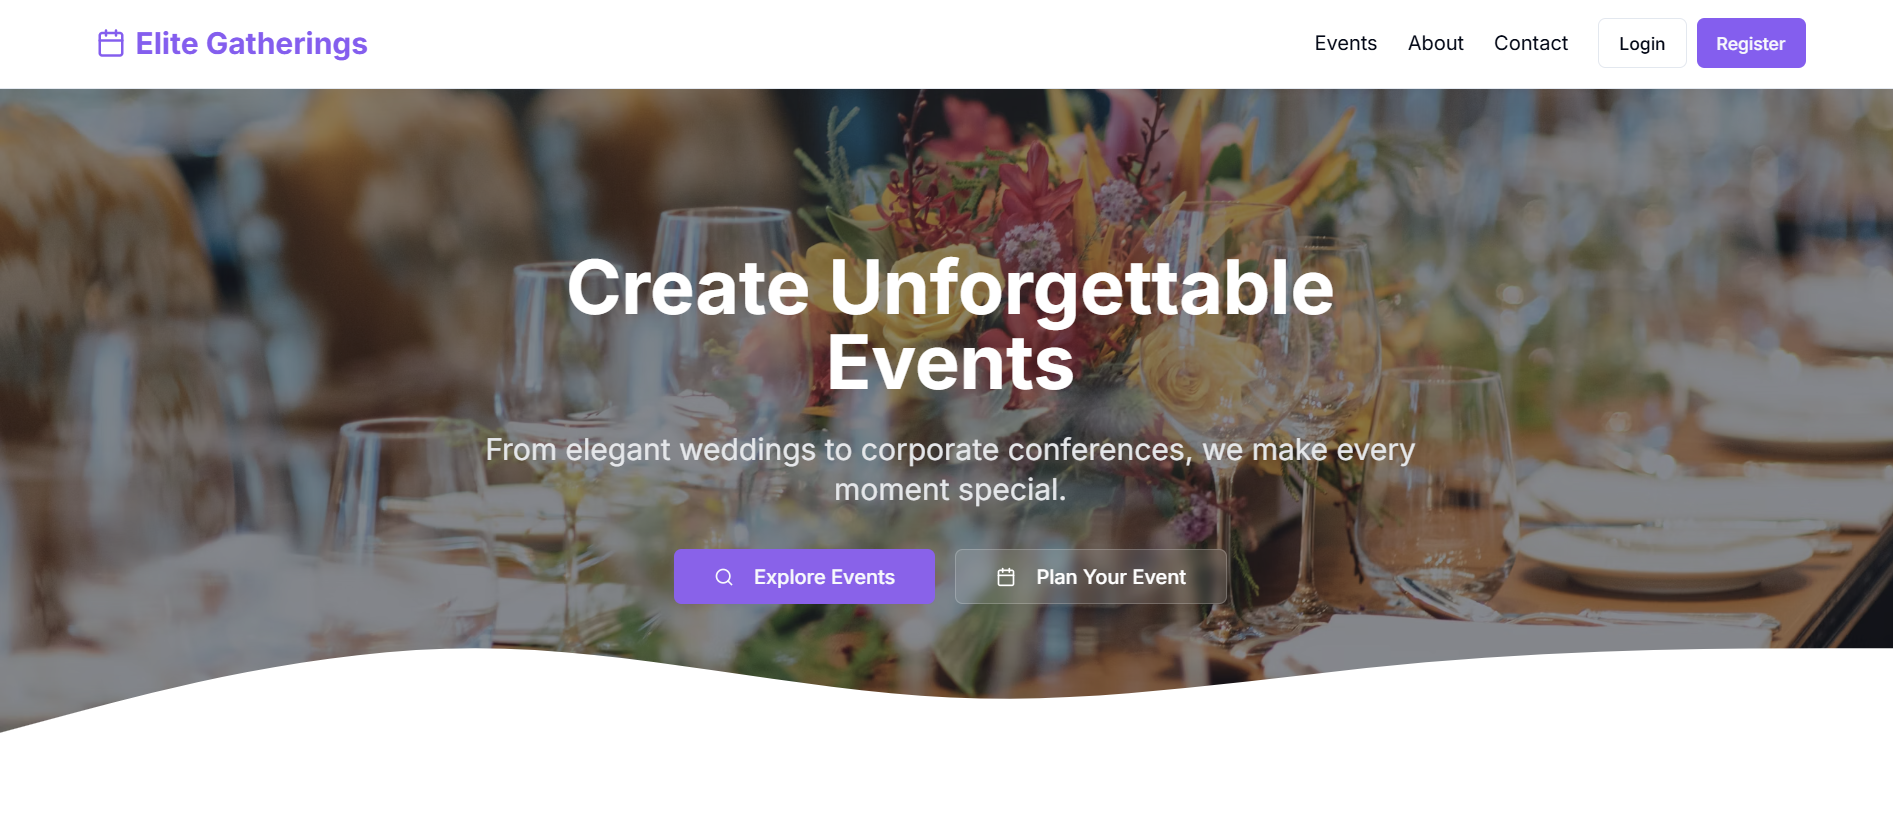 Elite Gatherings
Events
About
Contact
Login
Register
Create Unforgettable
Events
From elegant weddings to corporate conferences, we make every
moment special.
Explore Events
Plan Your Event